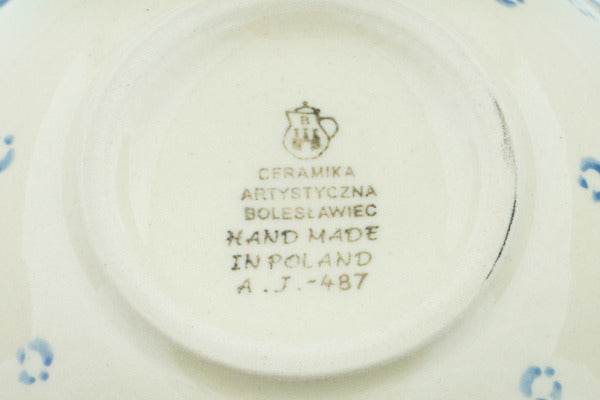 B
CERAMIKA
ARTYSTYCZNA
BOLESŁAWIEC
HAND MADE
IN POLAND
A.J.-487